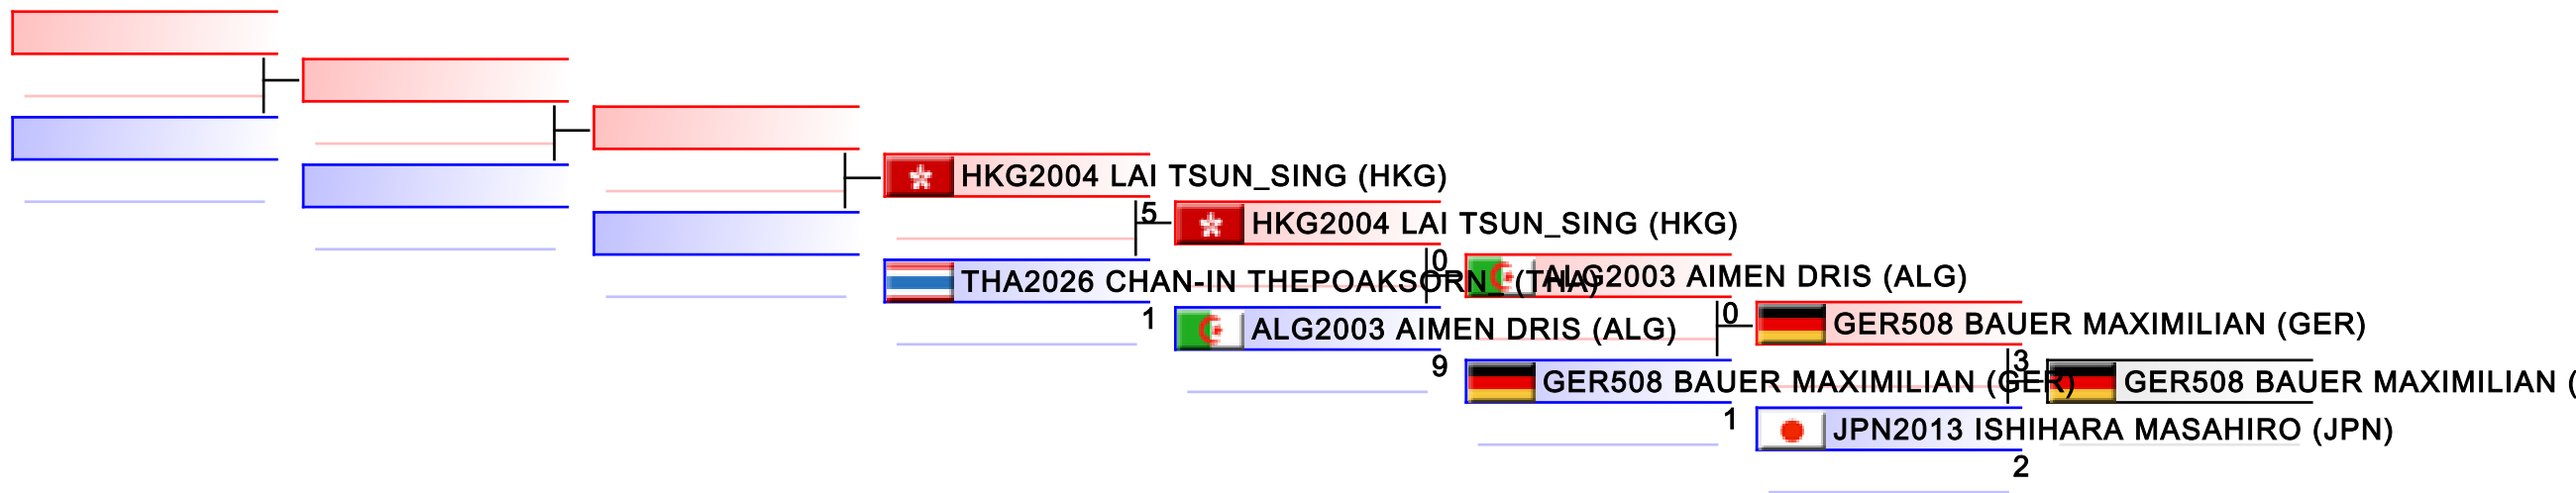 HKG2004 LAI TSUN_SING (HKG)
5
HKG2004 LAI TSUN_SING (HKG)
0
THA2026 CHAN-IN THEPOAKSORN_ (THA)
ALG2003 AIMEN DRIS (ALG)
1
0
ALG2003 AIMEN DRIS (ALG)
GER508 BAUER MAXIMILIAN (GER)
9
3
GER508 BAUER MAXIMILIAN (GER)
GER508 BAUER MAXIMILIAN (
1
JPN2013 ISHIHARA MASAHIRO (JPN)
2